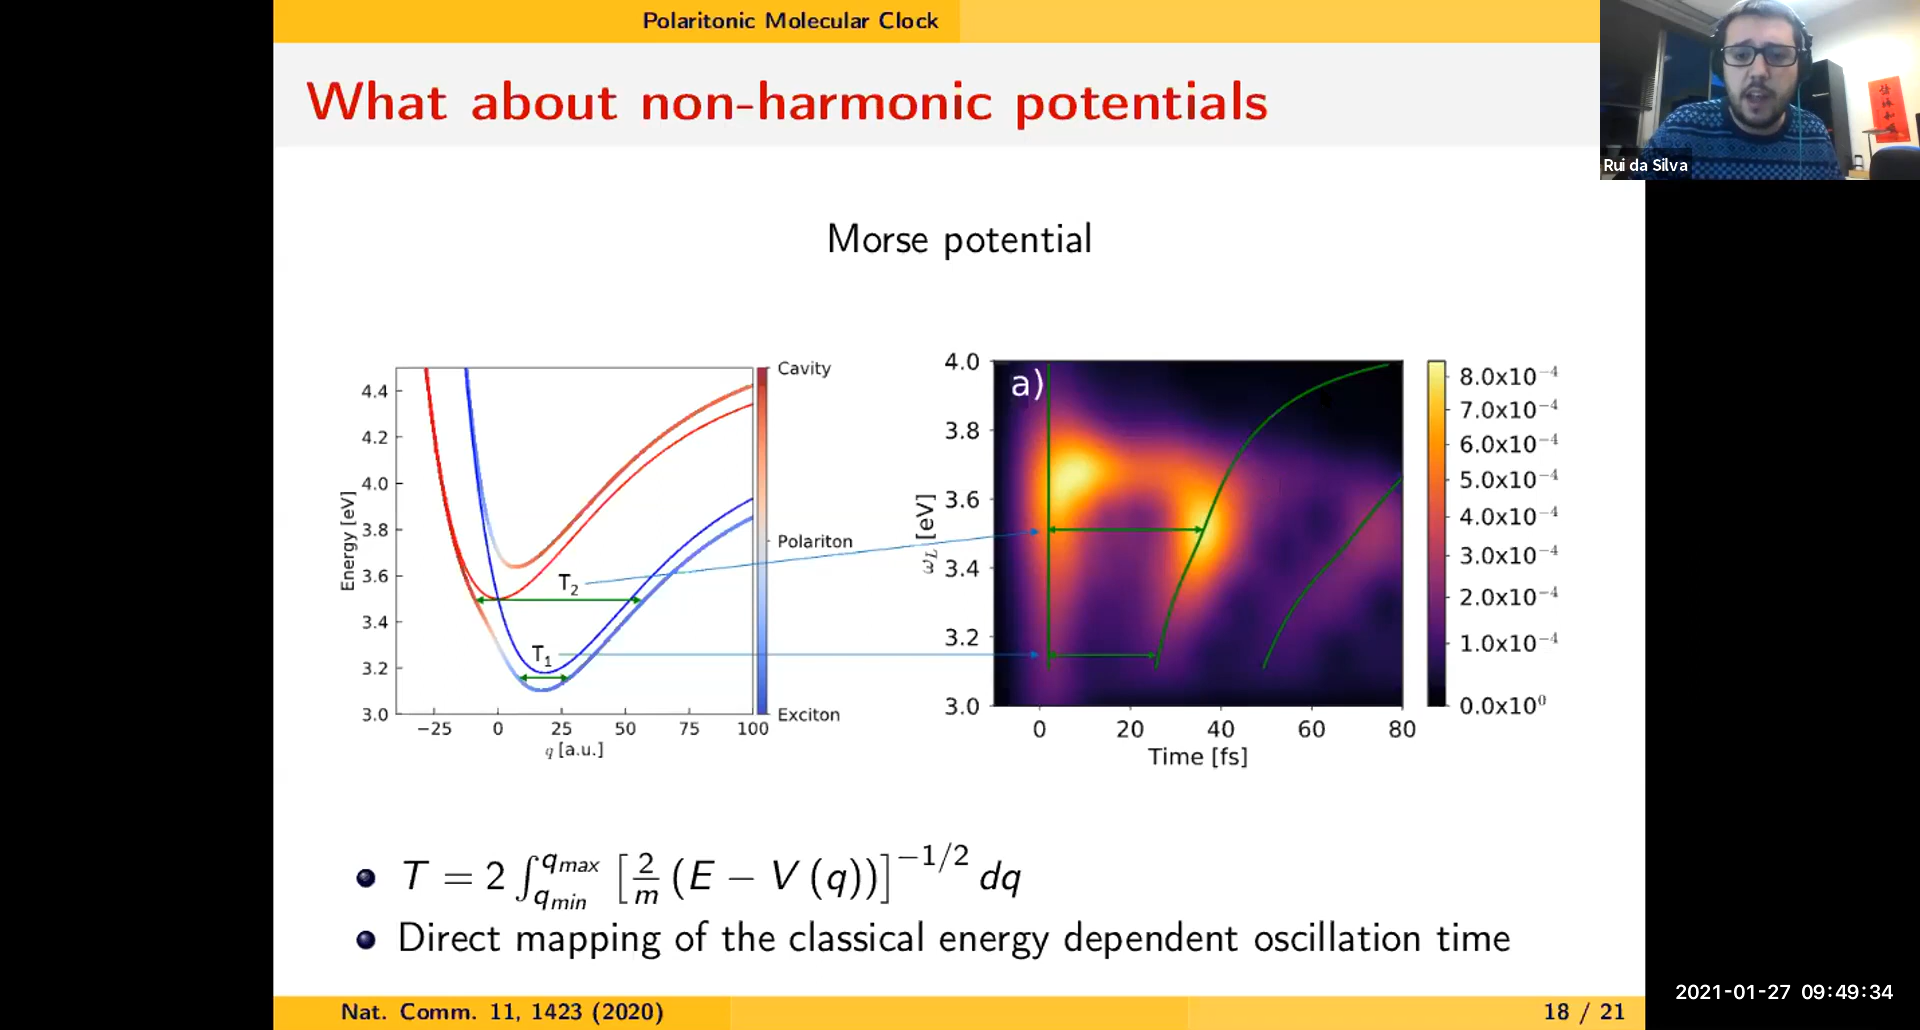 Polaritonic Molecular Clock
What about non-harmonic potentials
Rui da Silva
Morse potential
Cavity
Polariton
Exciton
4.4
4.2
4.0
3.8
3.6
3.4
3.2
3.0
Energy [eV]
T₂
T₁
−25 0 25 50 75 100
q [a.u.]
a)
4.0
3.8
3.6
3.4
3.2
3.0
ω_L [eV]
0 20 40 60 80
Time [fs]
8.0x10⁻⁴
7.0x10⁻⁴
6.0x10⁻⁴
5.0x10⁻⁴
4.0x10⁻⁴
3.0x10⁻⁴
2.0x10⁻⁴
1.0x10⁻⁴
0.0x10⁰
T = 2 ∫_{qmin}^{qmax} [2/m (E − V(q))]^{−1/2} dq
Direct mapping of the classical energy dependent oscillation time
Nat. Comm. 11, 1423 (2020)
18 / 21
2021-01-27 09:49:34